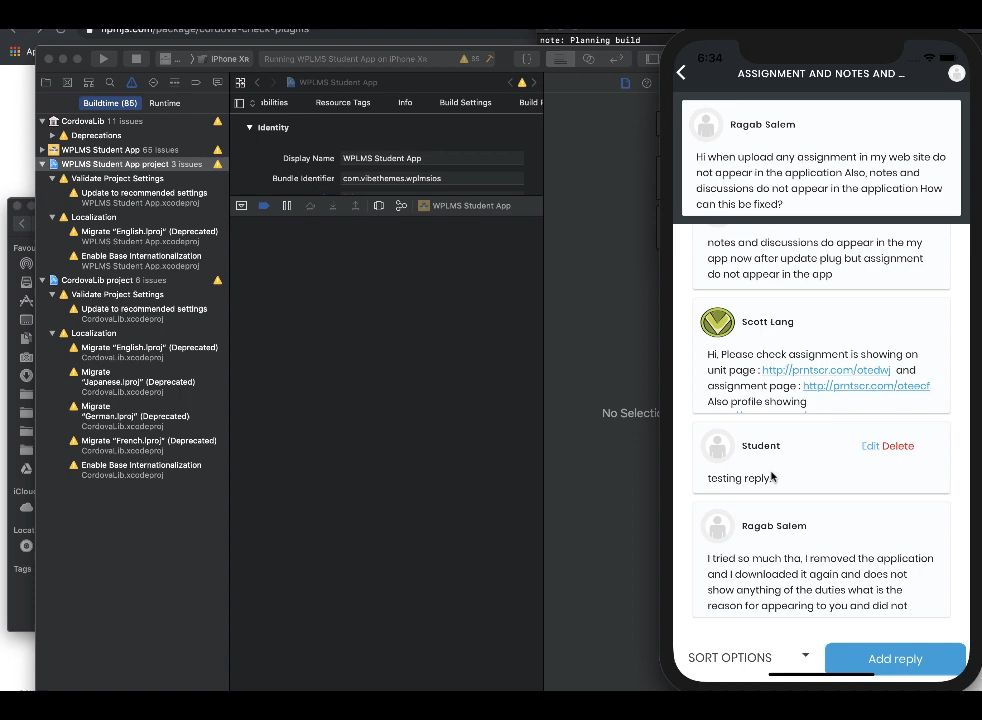 npmjs.com/package/cordova-check-plugins
note: Planning build
iPhone XR
Running WPLMS Student App on iPhone Xʀ
85
6:34
ASSIGNMENT AND NOTES AND ...
WPLMS Student App
Buildtime (85)
Runtime
bilities
Resource Tags
Info
Build Settings
CordovaLib 11 issues
Deprecations
WPLMS Student App 65 issues
WPLMS Student App project 3 issues
Validate Project Settings
Update to recommended settings
WPLMS Student App.xcodeproj
Localization
Migrate “English.lproj” (Deprecated)
WPLMS Student App.xcodeproj
Enable Base Internationalization
WPLMS Student App.xcodeproj
CordovaLib project 6 issues
Validate Project Settings
Update to recommended settings
CordovaLib.xcodeproj
Localization
Migrate “English.lproj” (Deprecated)
CordovaLib.xcodeproj
Migrate
“Japanese.lproj” (Deprecated)
CordovaLib.xcodeproj
Migrate
“German.lproj” (Deprecated)
CordovaLib.xcodeproj
Migrate “French.lproj” (Deprecated)
CordovaLib.xcodeproj
Enable Base Internationalization
CordovaLib.xcodeproj
Identity
Display Name
WPLMS Student App
Bundle Identifier
com.vibethemes.wplmsios
WPLMS Student App
No Selectio
Favou
iClou
Locat
Tags
Ragab Salem
Hi when upload any assignment in my web site do
not appear in the application Also, notes and
discussions do not appear in the application How
can this be fixed?
notes and discussions do appear in the my
app now after update plug but assignment
do not appear in the app
Scott Lang
Hi, Please check assignment is showing on
unit page : http://prntscr.com/otedwj and
assignment page : http://prntscr.com/oteecf
Also profile showing
Student
Edit Delete
testing reply.
Ragab Salem
I tried so much tha, I removed the application
and I downloaded it again and does not
show anything of the duties what is the
reason for appearing to you and did not
SORT OPTIONS
Add reply